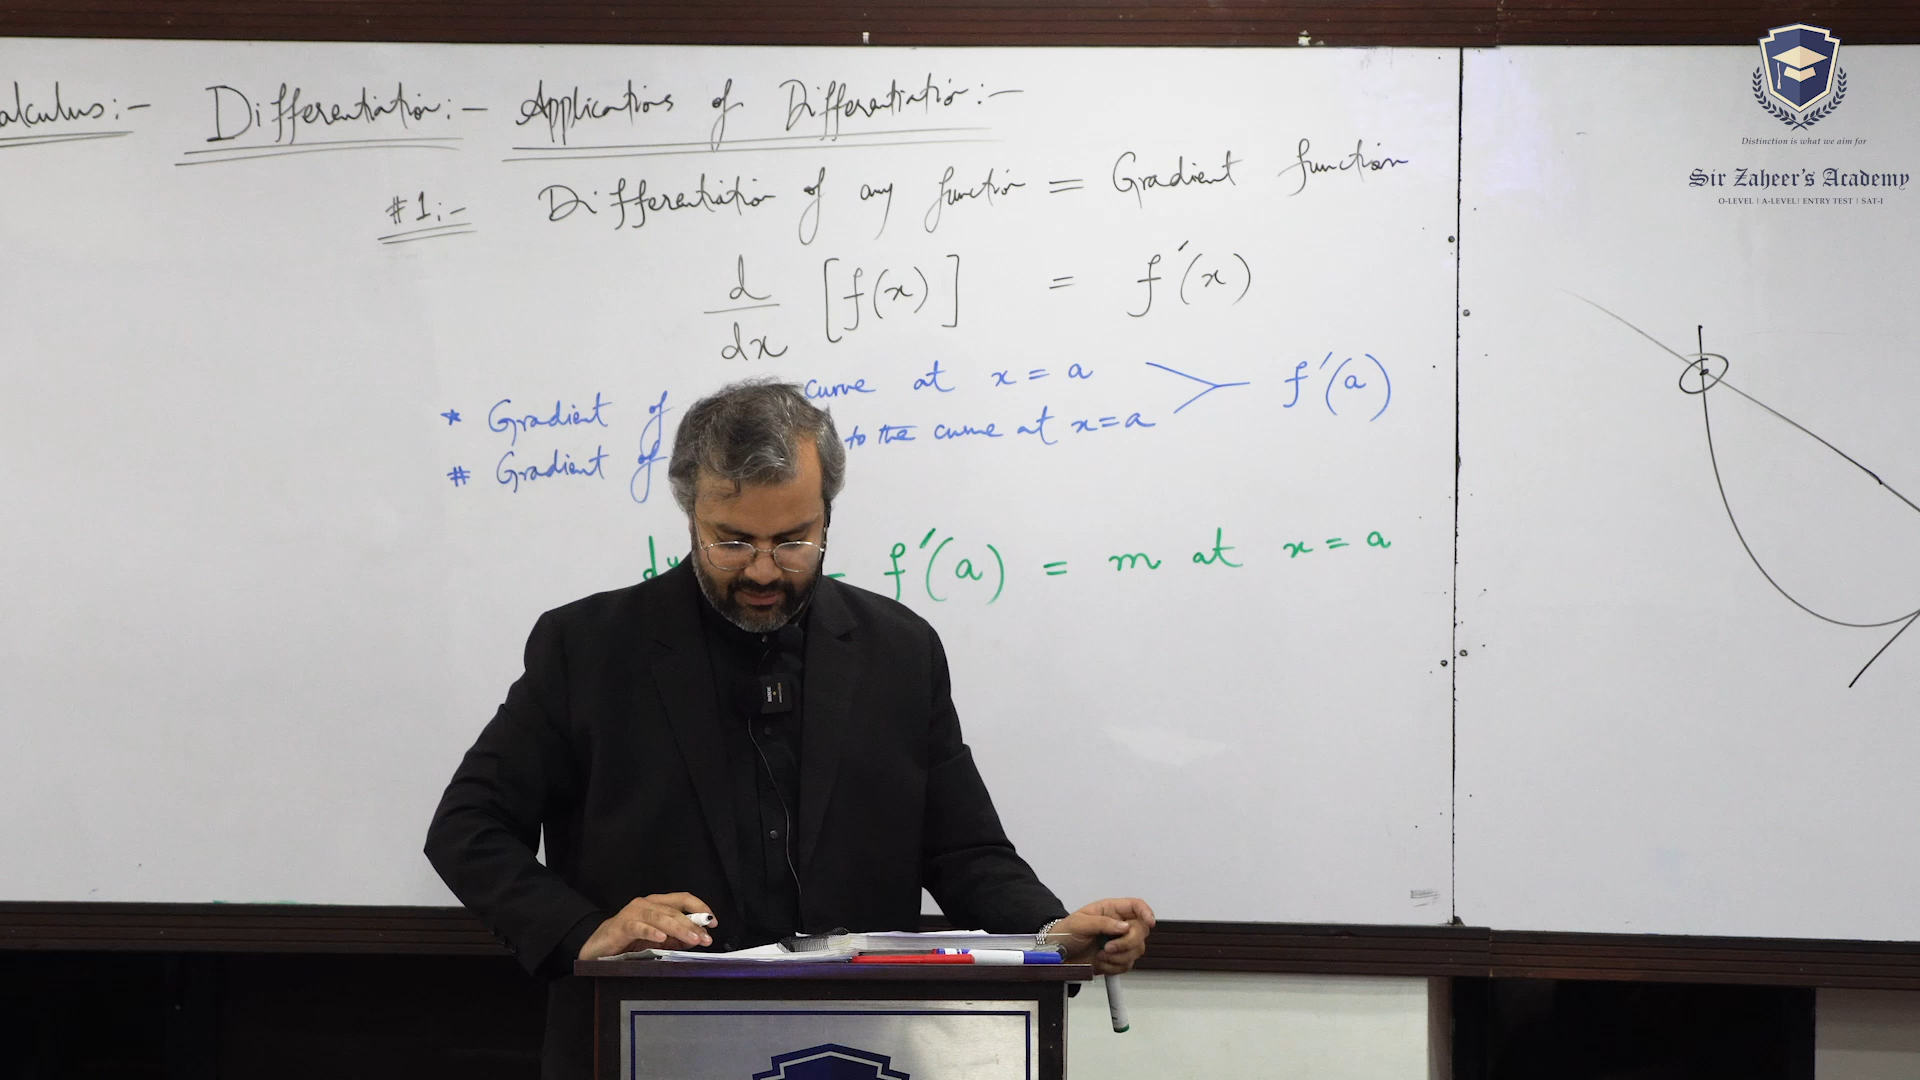 alculus:- Differentiation:- Applications of Differentiation:-
#1:- Differentiation of any function = Gradient function
d/dx [f(x)] = f'(x)
* Gradient of curve at x = a
# Gradient of to the curve at x=a
f'(a)
dy = f'(a) = m at x = a
Distinction is what we aim for
Sir Zaheer's Academy
O-LEVEL | A-LEVEL | ENTRY TEST | SAT-I